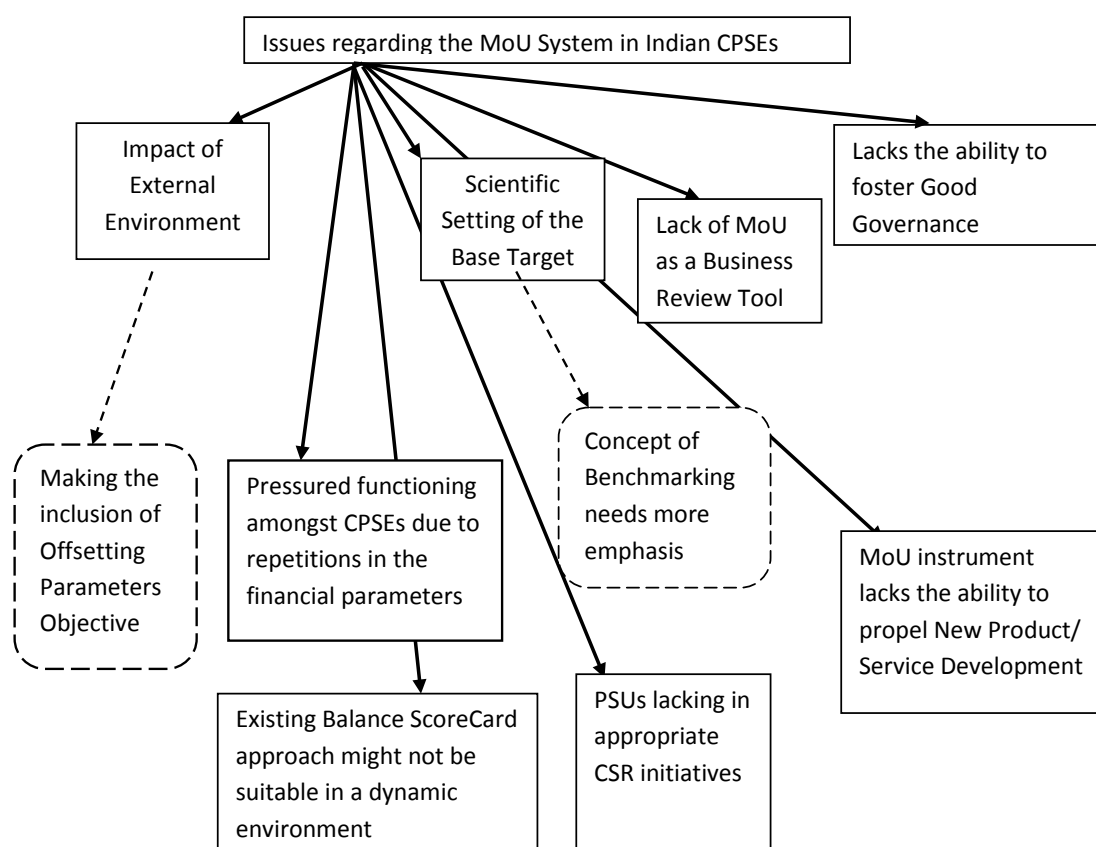 Issues regarding the MoU System in Indian CPSEs
Impact of
External
Environment
Scientific
Setting of the
Base Target
Lack of MoU
as a Business
Review Tool
Lacks the ability to
foster Good
Governance
Making the
inclusion of
Offsetting
Parameters
Objective
Pressured functioning
amongst CPSEs due to
repetitions in the
financial parameters
Concept of
Benchmarking
needs more
emphasis
MoU instrument
lacks the ability to
propel New Product/
Service Development
Existing Balance ScoreCard
approach might not be
suitable in a dynamic
environment
PSUs lacking in
appropriate
CSR initiatives